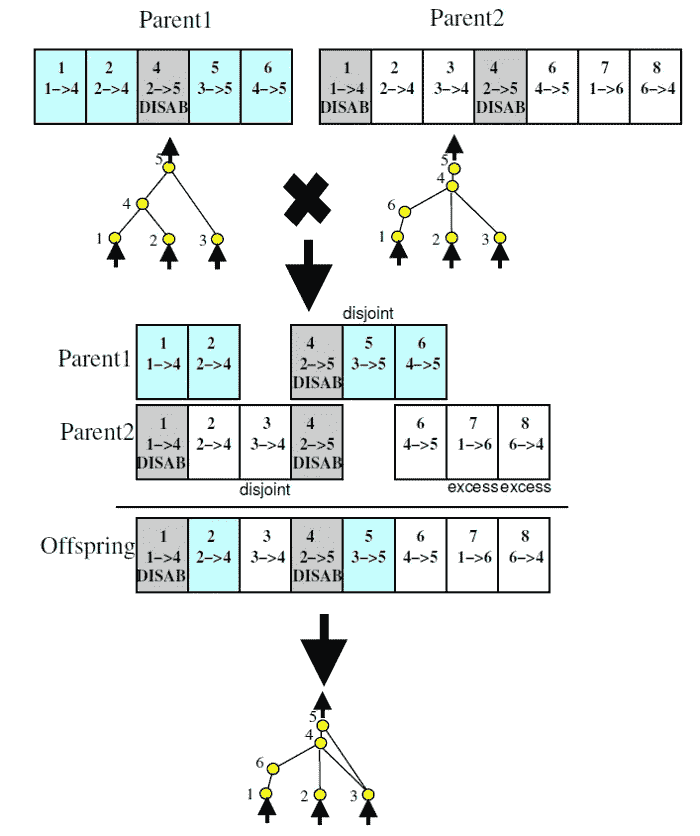 Parent1 Parent2
1 2 4 5 6 1 2 3 4 6 7 8
1->4 2->4 2->5 3->5 4->5 1->4 2->4 3->4 2->5 4->5 1->6 6->4
DISAB DISAB DISAB
5 5
4 4
6
1 2 3 1 2 3
disjoint
Parent1
1 2 4 5 6
1->4 2->4 2->5 3->5 4->5
DISAB
Parent2
1 2 3 4 6 7 8
1->4 2->4 3->4 2->5 4->5 1->6 6->4
DISAB DISAB
disjoint excess excess
Offspring
1 2 3 4 5 6 7 8
1->4 2->4 3->4 2->5 3->5 4->5 1->6 6->4
DISAB DISAB
5
4
6
1 2 3